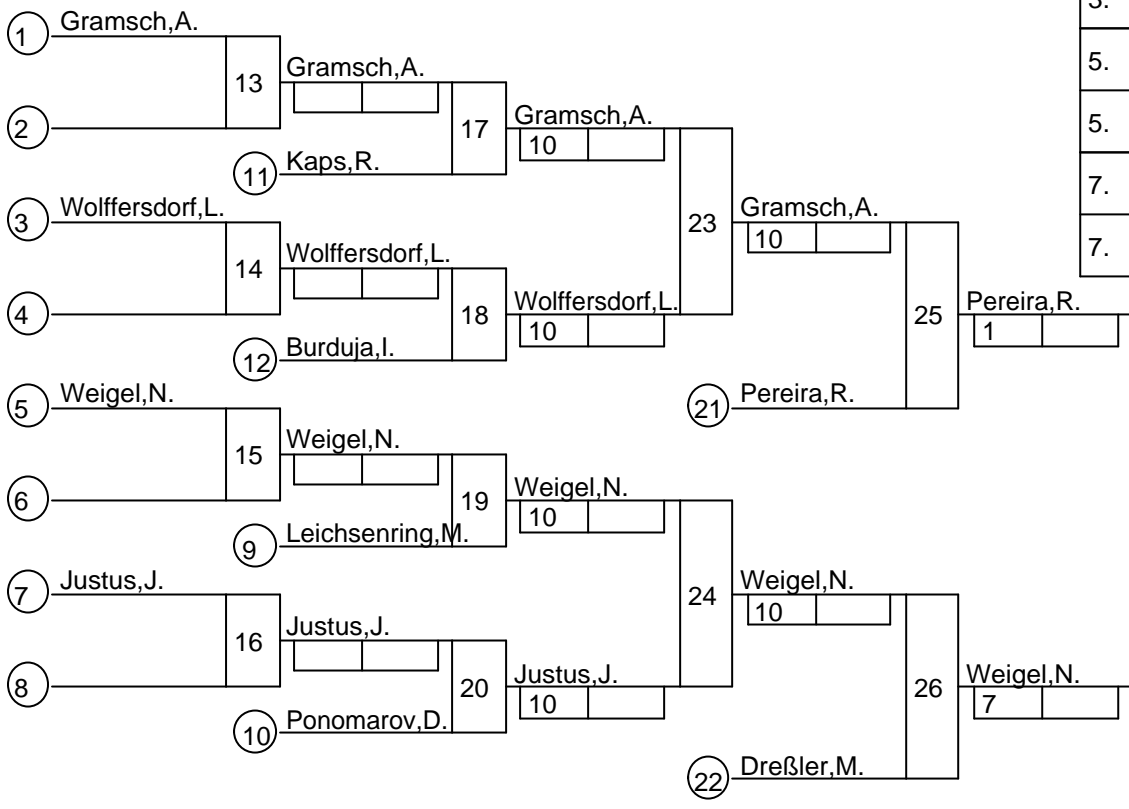 3.
1 Gramsch,A.
5.
13 Gramsch,A.
5.
2
17 Gramsch,A.
10
11 Kaps,R.
7.
3 Wolffersdorf,L.
23 Gramsch,A.
10
7.
14 Wolffersdorf,L.
4
18 Wolffersdorf,L.
10
25 Pereira,R.
1
12 Burduja,I.
5 Weigel,N.
21 Pereira,R.
15 Weigel,N.
6
19 Weigel,N.
10
9 Leichsenring,M.
7 Justus,J.
24 Weigel,N.
10
16 Justus,J.
8
20 Justus,J.
10
26 Weigel,N.
7
10 Ponomarov,D.
22 Dreßler,M.